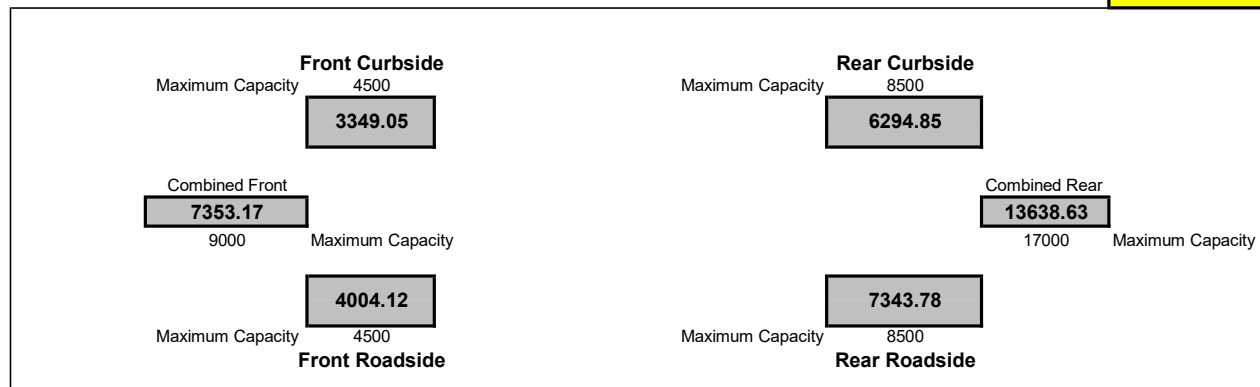 Front Curbside Rear Curbside
Maximum Capacity 4500 Maximum Capacity 8500
3349.05 6294.85
Combined Front Combined Rear
7353.17 13638.63
9000 Maximum Capacity 17000 Maximum Capacity
4004.12 7343.78
Maximum Capacity 4500 Maximum Capacity 8500
Front Roadside Rear Roadside